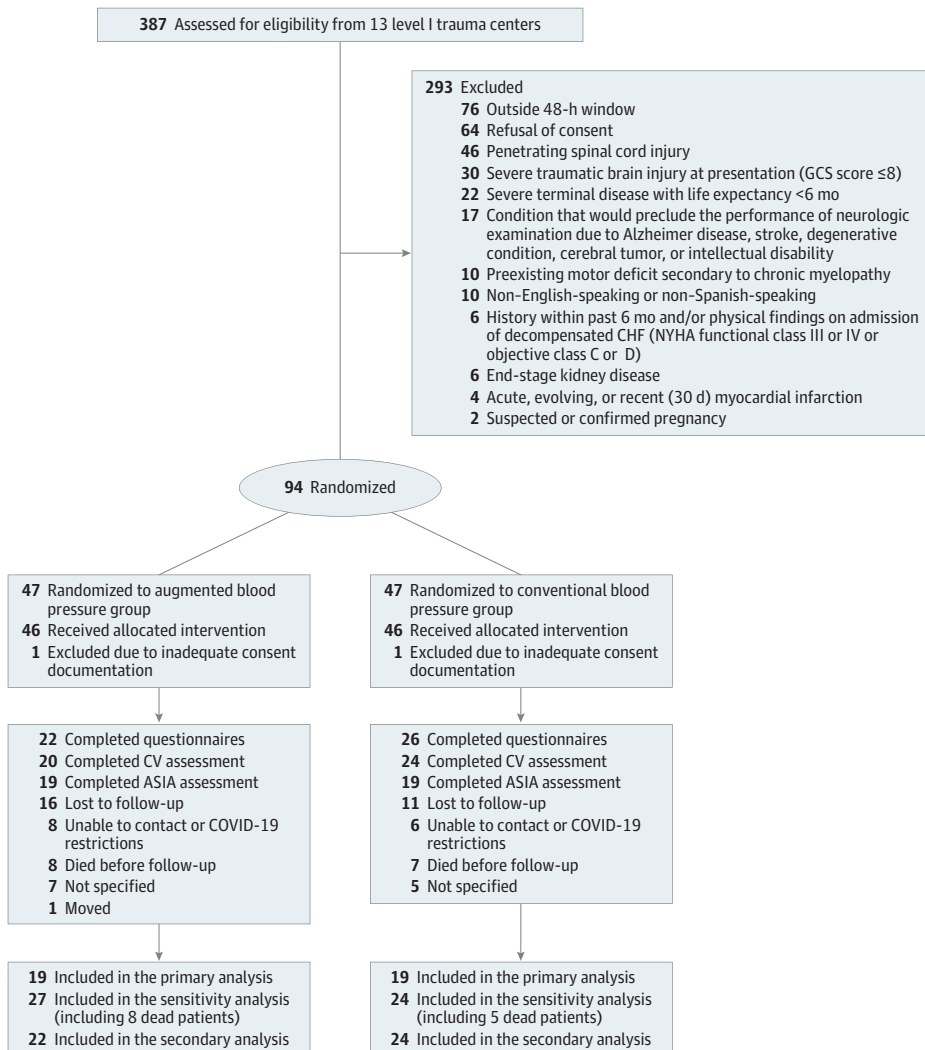 387 Assessed for eligibility from 13 level I trauma centers
293 Excluded
76 Outside 48-h window
64 Refusal of consent
46 Penetrating spinal cord injury
30 Severe traumatic brain injury at presentation (GCS score ≤8)
22 Severe terminal disease with life expectancy <6 mo
17 Condition that would preclude the performance of neurologic
examination due to Alzheimer disease, stroke, degenerative
condition, cerebral tumor, or intellectual disability
10 Preexisting motor deficit secondary to chronic myelopathy
10 Non-English-speaking or non-Spanish-speaking
6 History within past 6 mo and/or physical findings on admission
of decompensated CHF (NYHA functional class III or IV or
objective class C or D)
6 End-stage kidney disease
4 Acute, evolving, or recent (30 d) myocardial infarction
2 Suspected or confirmed pregnancy
94 Randomized
47 Randomized to augmented blood
pressure group
46 Received allocated intervention
1 Excluded due to inadequate consent
documentation
47 Randomized to conventional blood
pressure group
46 Received allocated intervention
1 Excluded due to inadequate consent
documentation
22 Completed questionnaires
20 Completed CV assessment
19 Completed ASIA assessment
16 Lost to follow-up
8 Unable to contact or COVID-19
restrictions
8 Died before follow-up
7 Not specified
1 Moved
26 Completed questionnaires
24 Completed CV assessment
19 Completed ASIA assessment
11 Lost to follow-up
6 Unable to contact or COVID-19
restrictions
7 Died before follow-up
5 Not specified
19 Included in the primary analysis
27 Included in the sensitivity analysis
(including 8 dead patients)
22 Included in the secondary analysis
19 Included in the primary analysis
24 Included in the sensitivity analysis
(including 5 dead patients)
24 Included in the secondary analysis